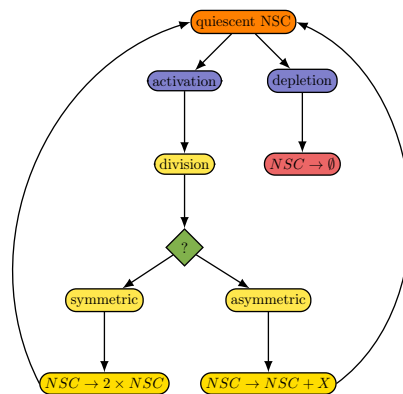 quiescent NSC
activation
depletion
division
NSC → ∅
?
symmetric
asymmetric
NSC → 2 × NSC
NSC → NSC + X